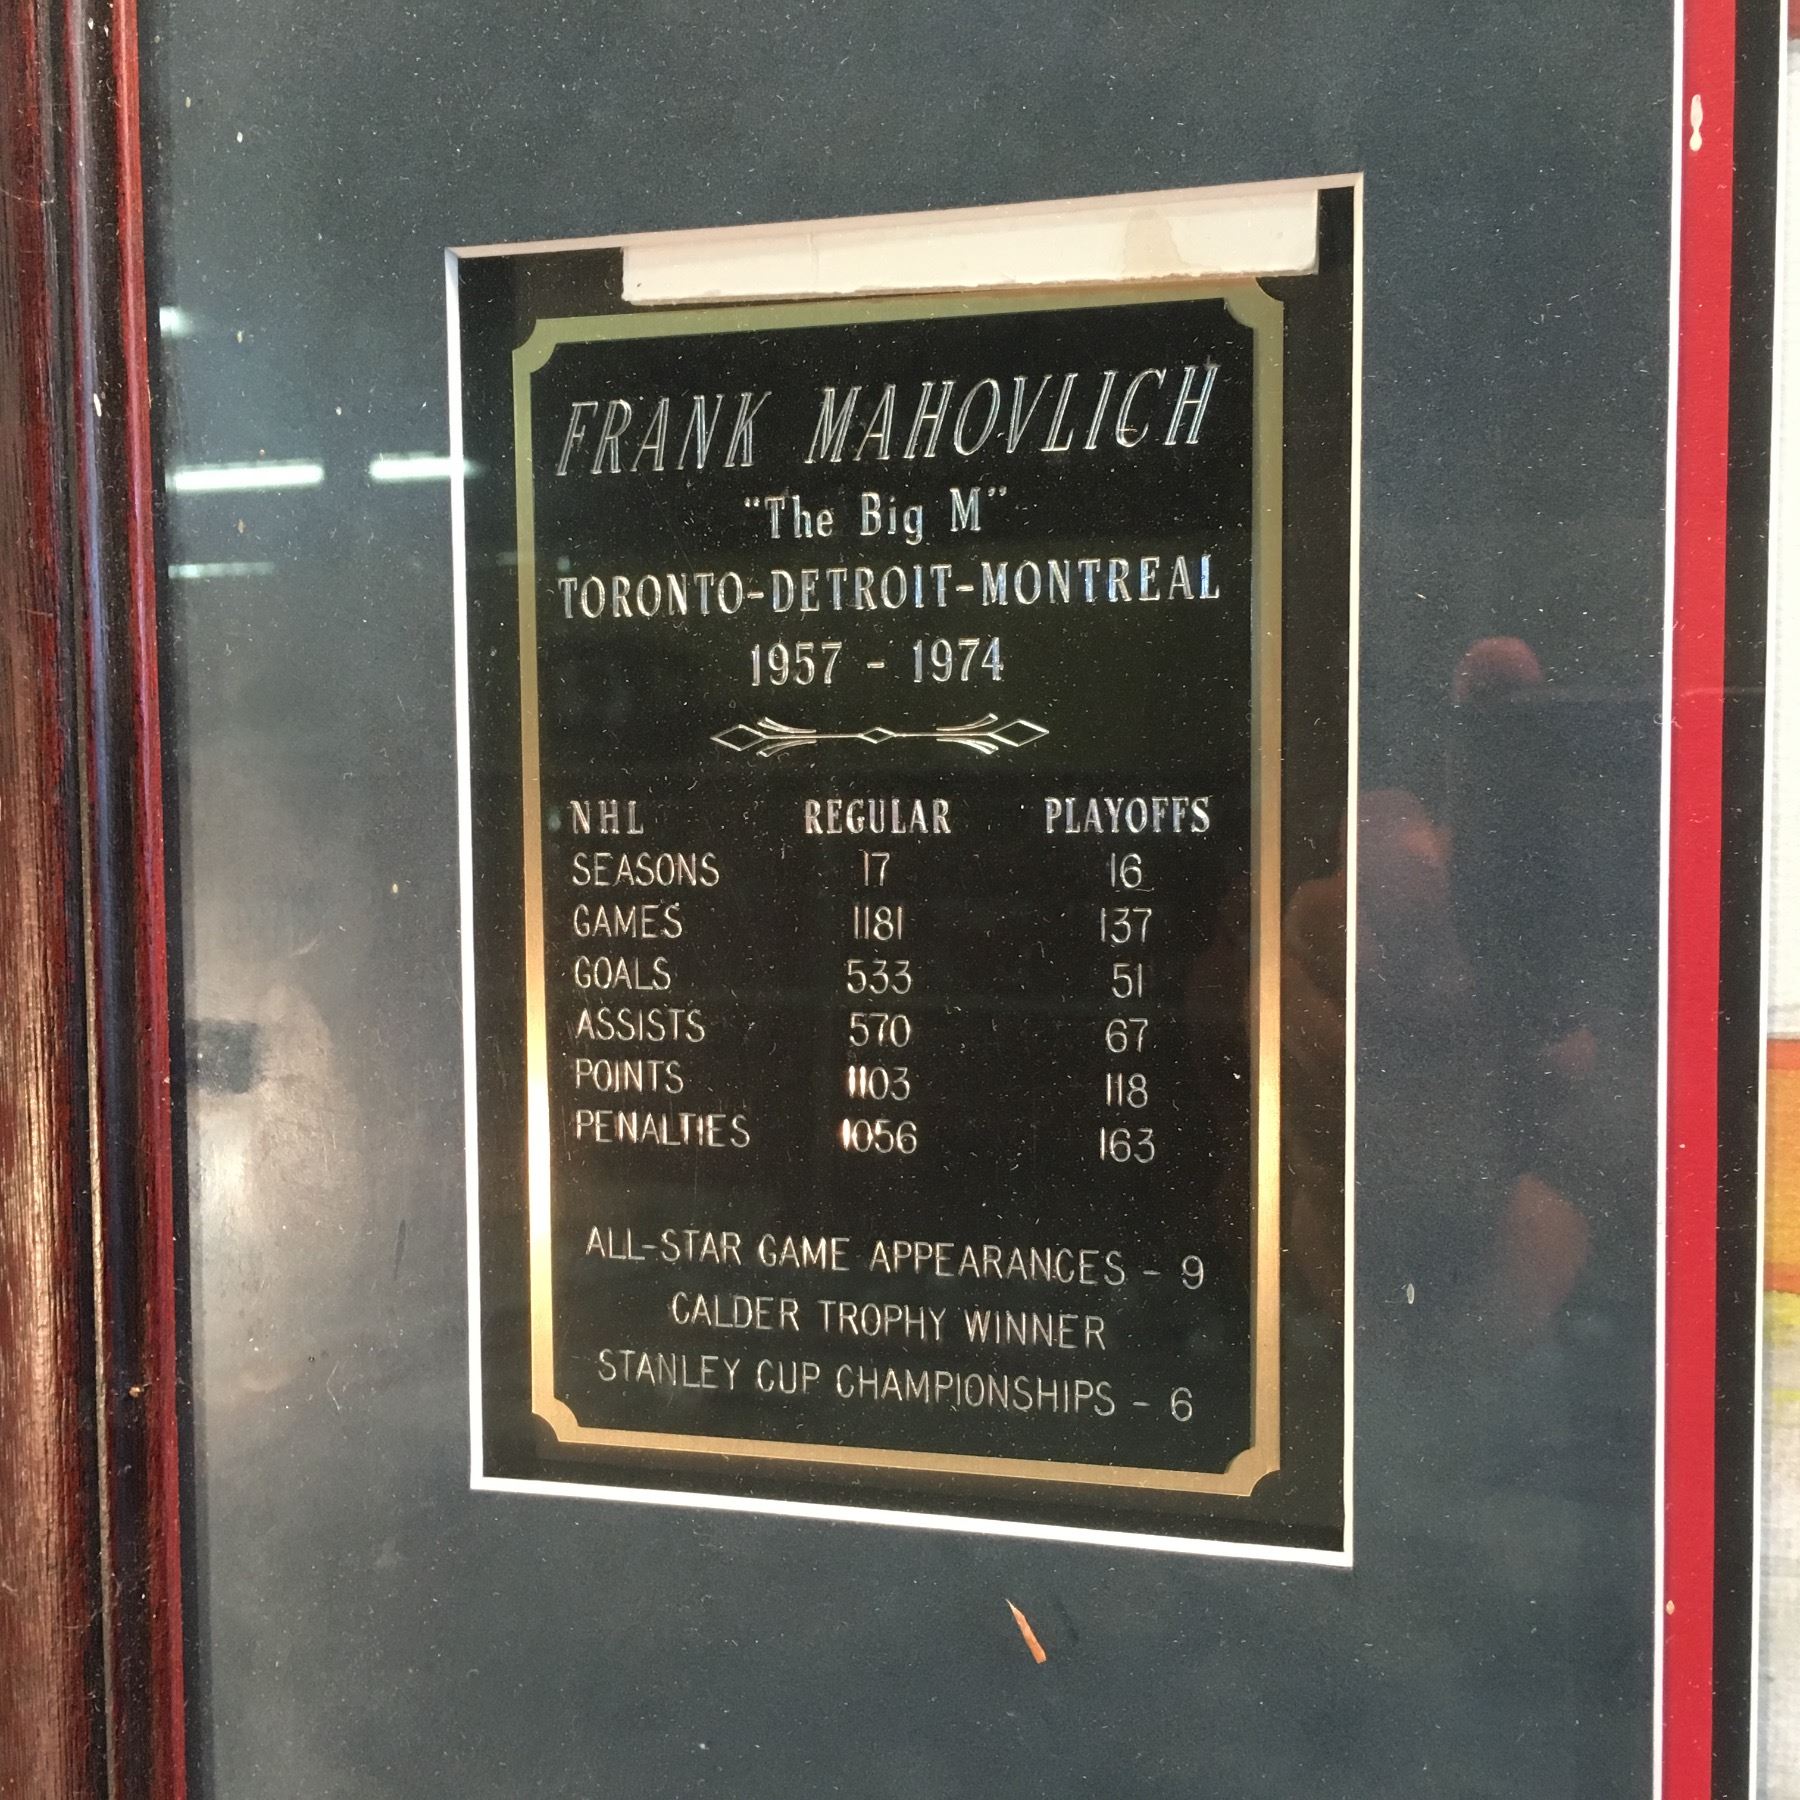 FRANK MAHOVLICH
"The Big M"
TORONTO-DETROIT-MONTREAL
1957 - 1974
NHL REGULAR PLAYOFFS
SEASONS 17 16
GAMES 1181 137
GOALS 533 51
ASSISTS 570 67
POINTS 1103 118
PENALTIES 1056 163
ALL-STAR GAME APPEARANCES - 9
CALDER TROPHY WINNER
STANLEY CUP CHAMPIONSHIPS - 6